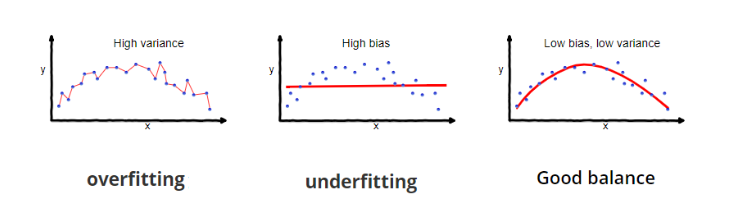 High variance
y
x
overfitting
High bias
y
x
underfitting
Low bias, low variance
y
x
Good balance